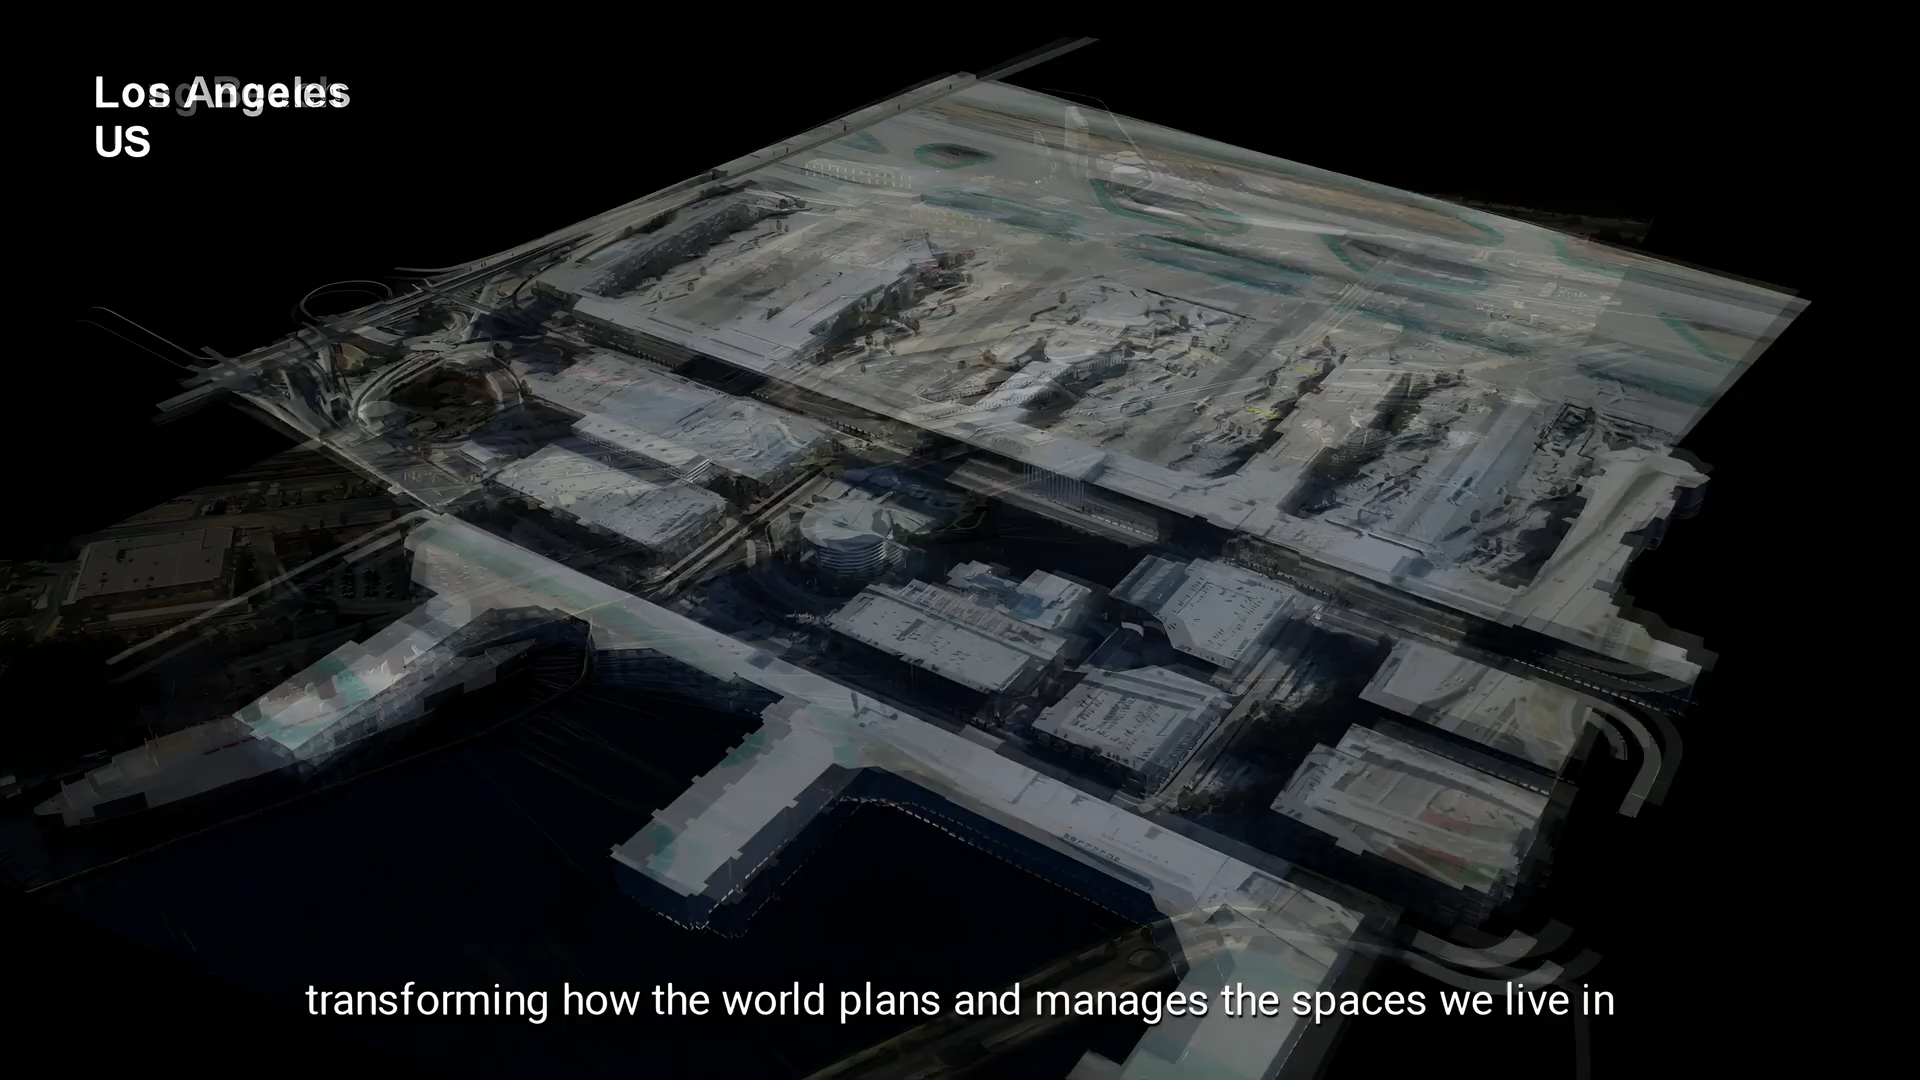 Los Angeles
US
transforming how the world plans and manages the spaces we live in